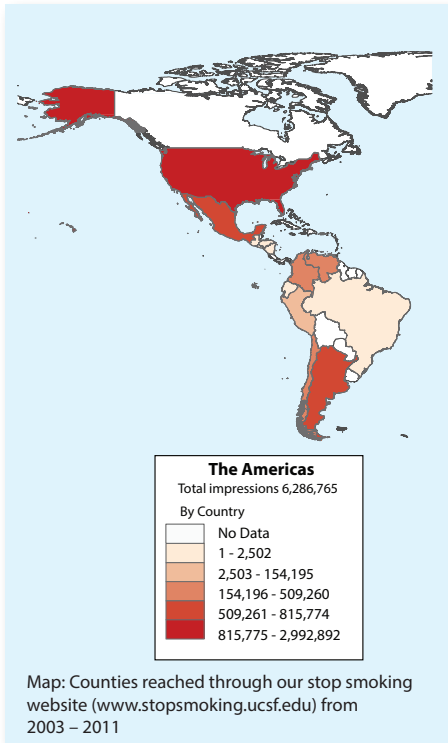 The Americas
Total impressions 6,286,765
By Country
No Data
1 - 2,502
2,503 - 154,195
154,196 - 509,260
509,261 - 815,774
815,775 - 2,992,892
Map: Counties reached through our stop smoking
website (www.stopsmoking.ucsf.edu) from
2003 – 2011